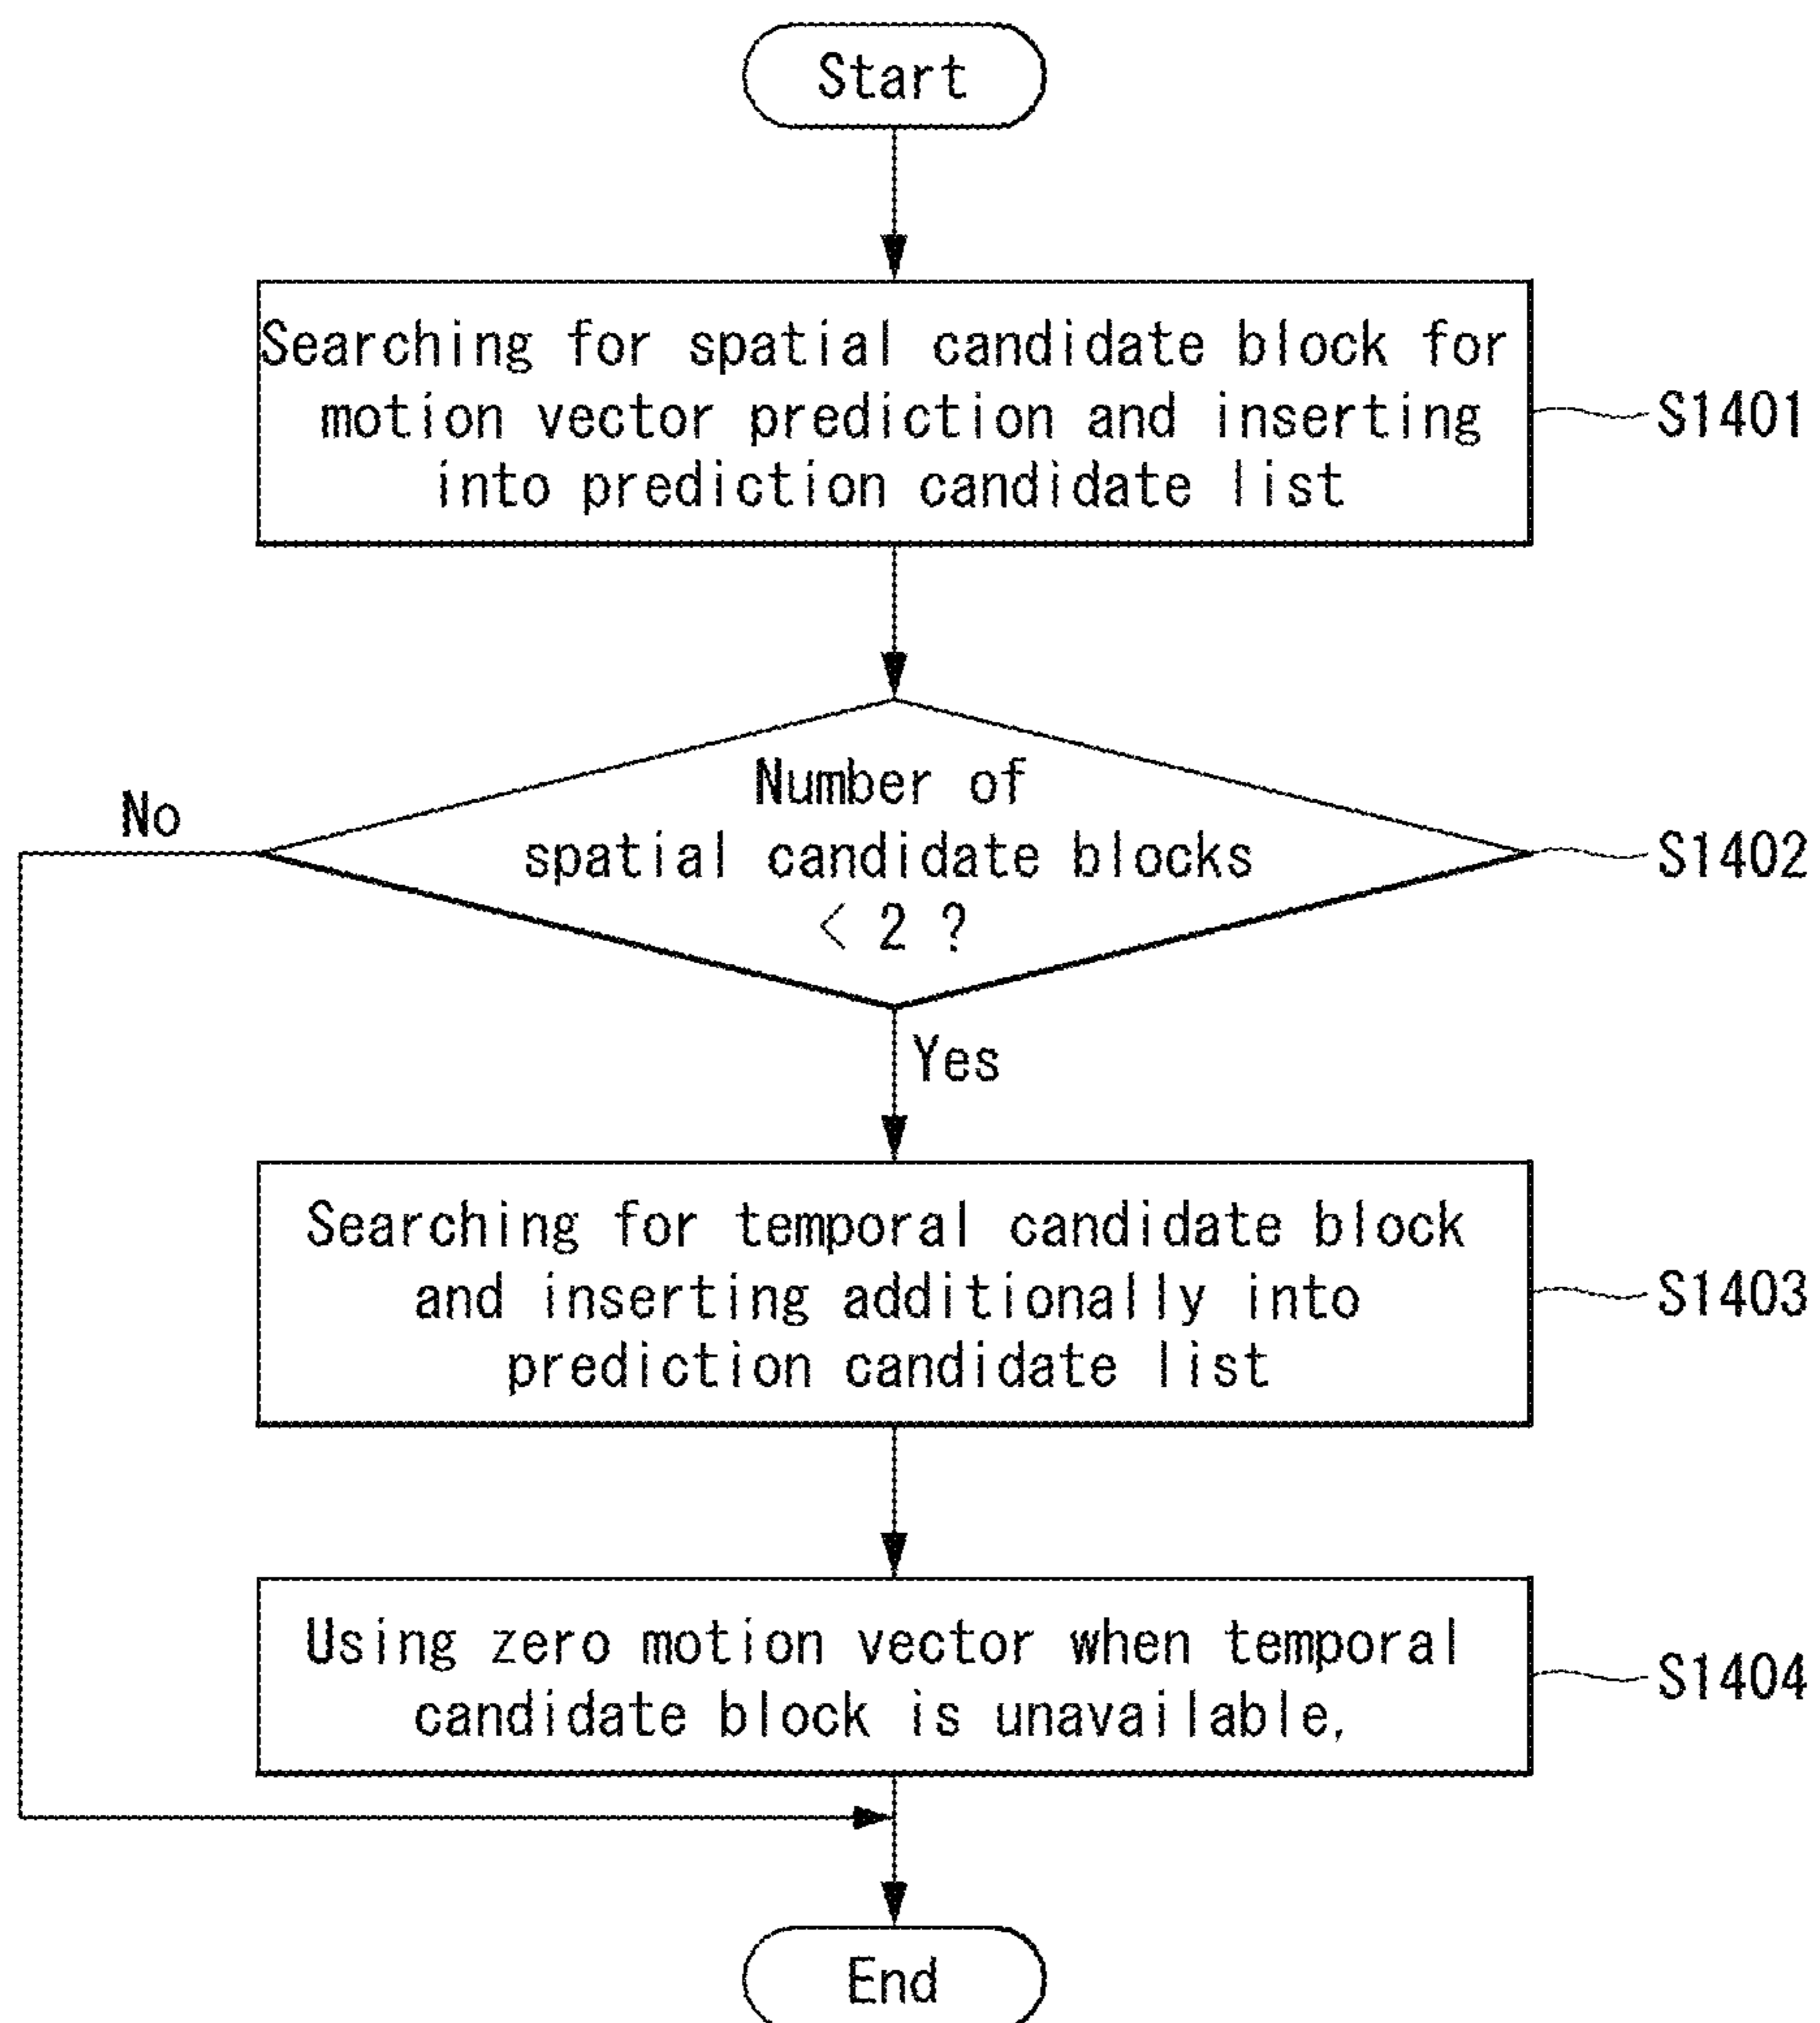 Start
Searching for spatial candidate block for
motion vector prediction and inserting
into prediction candidate list
S1401
Number of
spatial candidate blocks
< 2 ?
S1402
No
Yes
Searching for temporal candidate block
and inserting additionally into
prediction candidate list
S1403
Using zero motion vector when temporal
candidate block is unavailable,
S1404
End